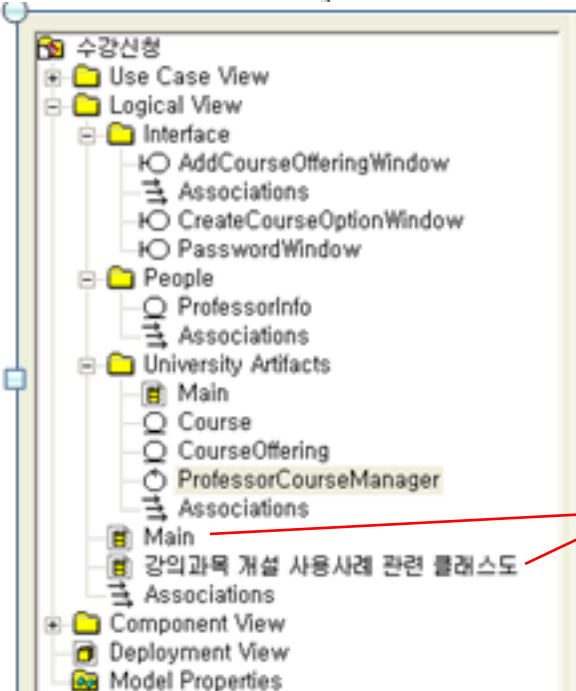 수강신청
Use Case View
Logical View
Interface
AddCourseOfferingWindow
Associations
CreateCourseOptionWindow
PasswordWindow
People
ProfessorInfo
Associations
University Artifacts
Main
Course
CourseOffering
ProfessorCourseManager
Associations
Main
강의과목 개설 사용사례 관련 클래스도
Associations
Component View
Deployment View
Model Properties